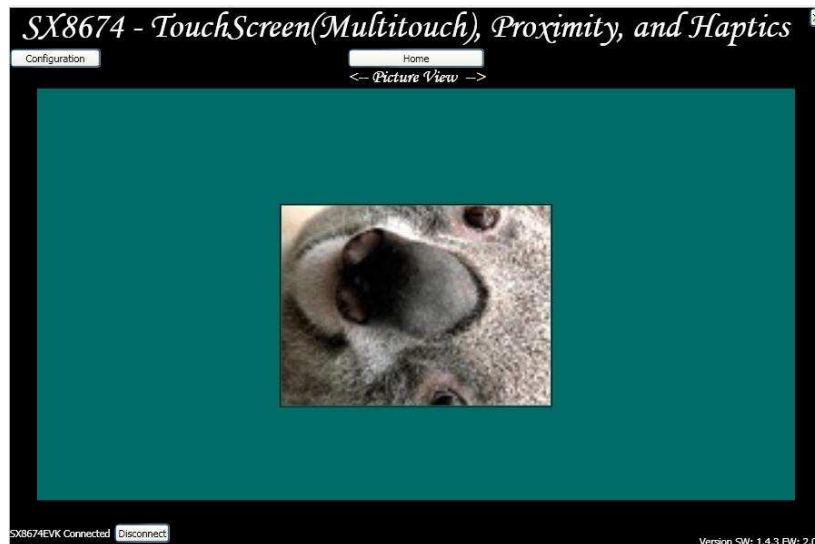 SX8674 - TouchScreen(Multitouch), Proximity, and Haptics
Configuration
Home
<-- Picture View -->
SX8674EVK Connected Disconnect
Version SW: 1.4.3 FW: 2.0